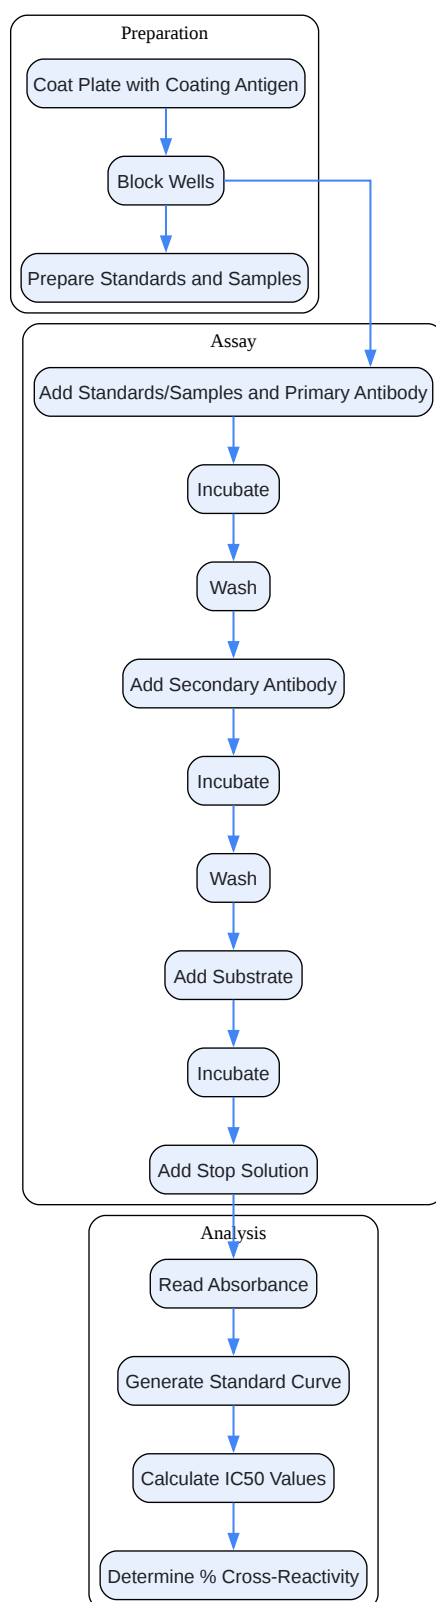 Preparation
Coat Plate with Coating Antigen
Block Wells
Prepare Standards and Samples
Assay
Add Standards/Samples and Primary Antibody
Incubate
Wash
Add Secondary Antibody
Incubate
Wash
Add Substrate
Incubate
Add Stop Solution
Analysis
Read Absorbance
Generate Standard Curve
Calculate IC50 Values
Determine % Cross-Reactivity